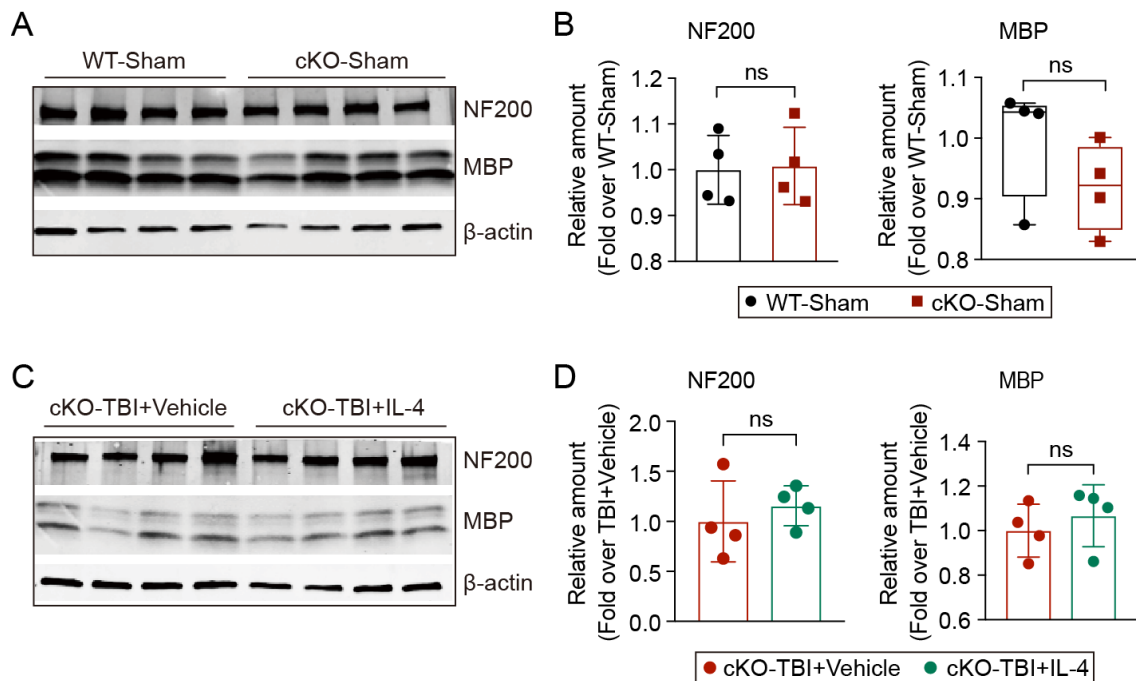 A
WT-Sham
cKO-Sham
NF200
MBP
β-actin
B
NF200
Relative amount
(Fold over WT-Sham)
1.2
1.1
1.0
0.9
0.8
ns
MBP
Relative amount
(Fold over WT-Sham)
1.1
1.0
0.9
0.8
ns
WT-Sham
cKO-Sham
C
cKO-TBI+Vehicle
cKO-TBI+IL-4
NF200
MBP
β-actin
D
NF200
Relative amount
(Fold over TBI+Vehicle)
2.0
1.5
1.0
0.5
0.0
ns
MBP
Relative amount
(Fold over TBI+Vehicle)
1.4
1.2
1.0
0.8
0.6
ns
cKO-TBI+Vehicle
cKO-TBI+IL-4